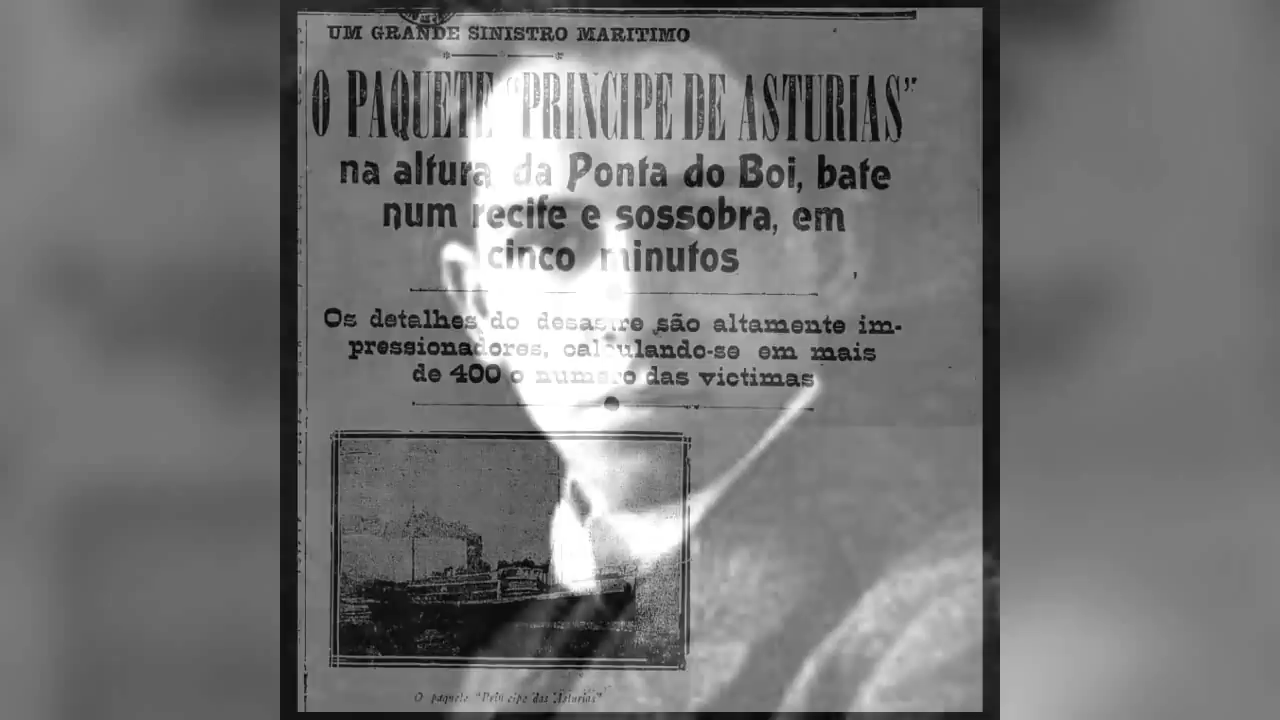 UM GRANDE SINISTRO MARITIMO
O PAQUETE "PRINCIPE DE ASTURIAS"
na altura da Ponta do Boi, bate
num recife e sossobra, em
cinco minutos
Os detalhes do desastre são altamente im-
pressionadores, calculando-se em mais
de 400 o numero das victimas
O paquete "Principe das Asturias"